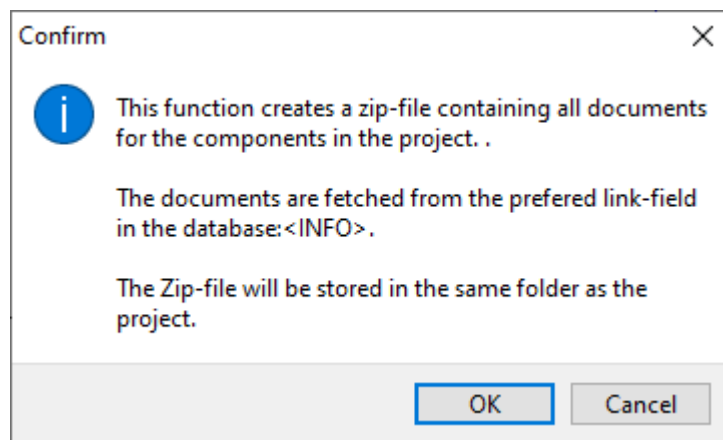 Confirm
This function creates a zip-file containing all documents
for the components in the project. .
The documents are fetched from the prefered link-field
in the database:<INFO>.
The Zip-file will be stored in the same folder as the
project.
OK
Cancel